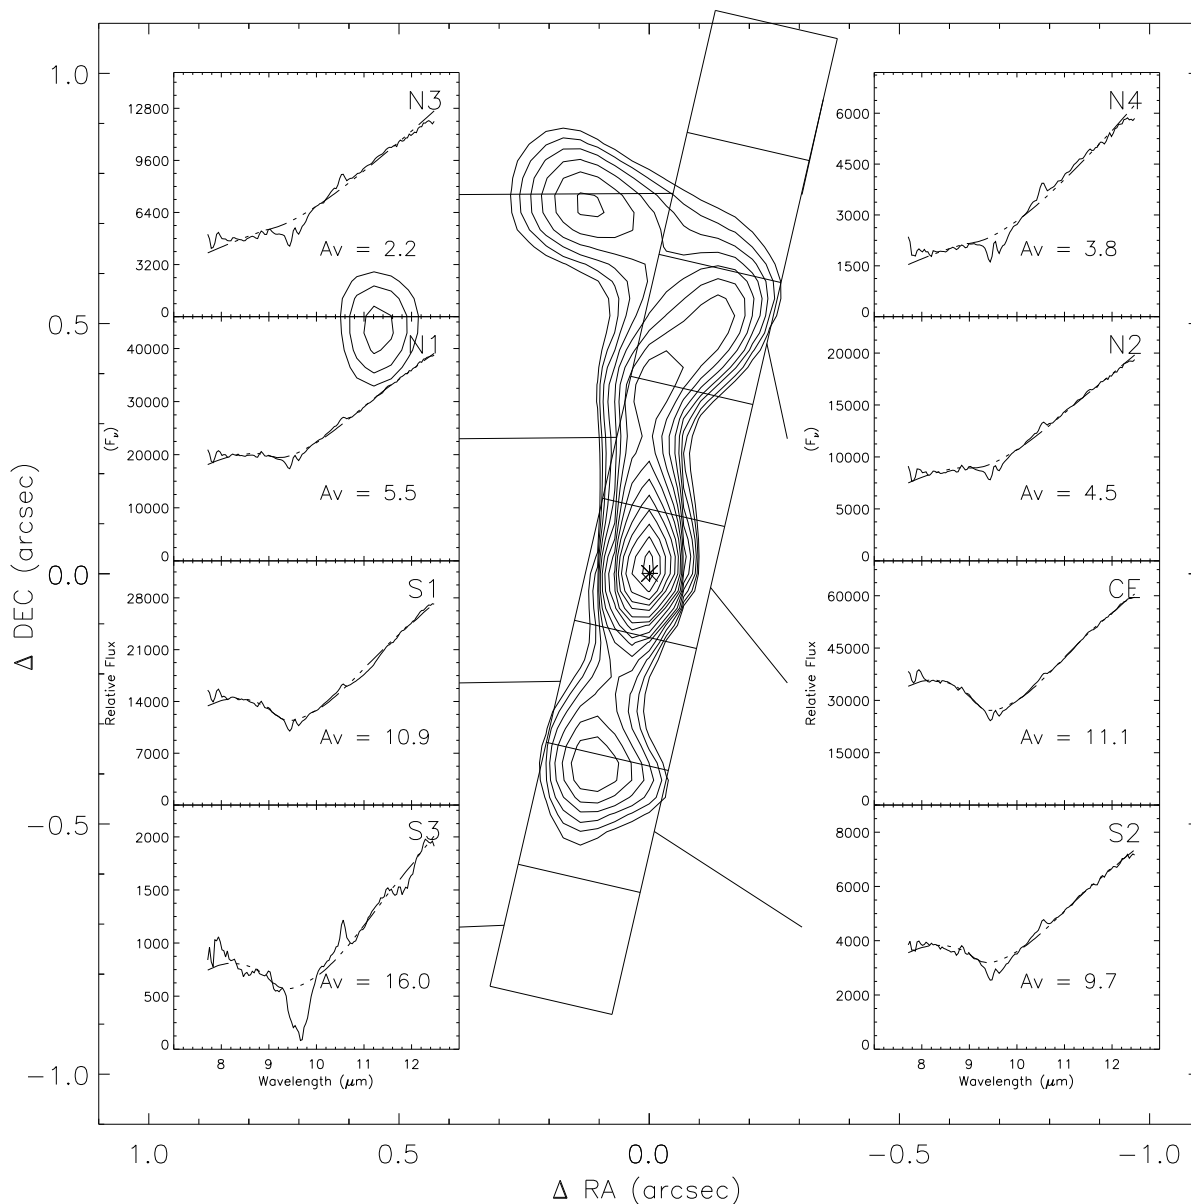 N3
12800
9600
6400
3200
0
Av = 2.2
N1
40000
30000
20000
10000
0
(Fν)
Av = 5.5
S1
28000
21000
14000
7000
0
Relative Flux
Av = 10.9
S3
2000
1500
1000
500
0
Av = 16.0
8 9 10 11 12
Wavelength (μm)
N4
6000
4500
3000
1500
0
Av = 3.8
N2
20000
15000
10000
5000
0
(Fν)
Av = 4.5
CE
60000
45000
30000
15000
0
Relative Flux
Av = 11.1
S2
8000
6000
4000
2000
0
Av = 9.7
8 9 10 11 12
Wavelength (μm)
1.0
0.5
0.0
−0.5
−1.0
Δ DEC (arcsec)
1.0 0.5 0.0 −0.5 −1.0
Δ RA (arcsec)